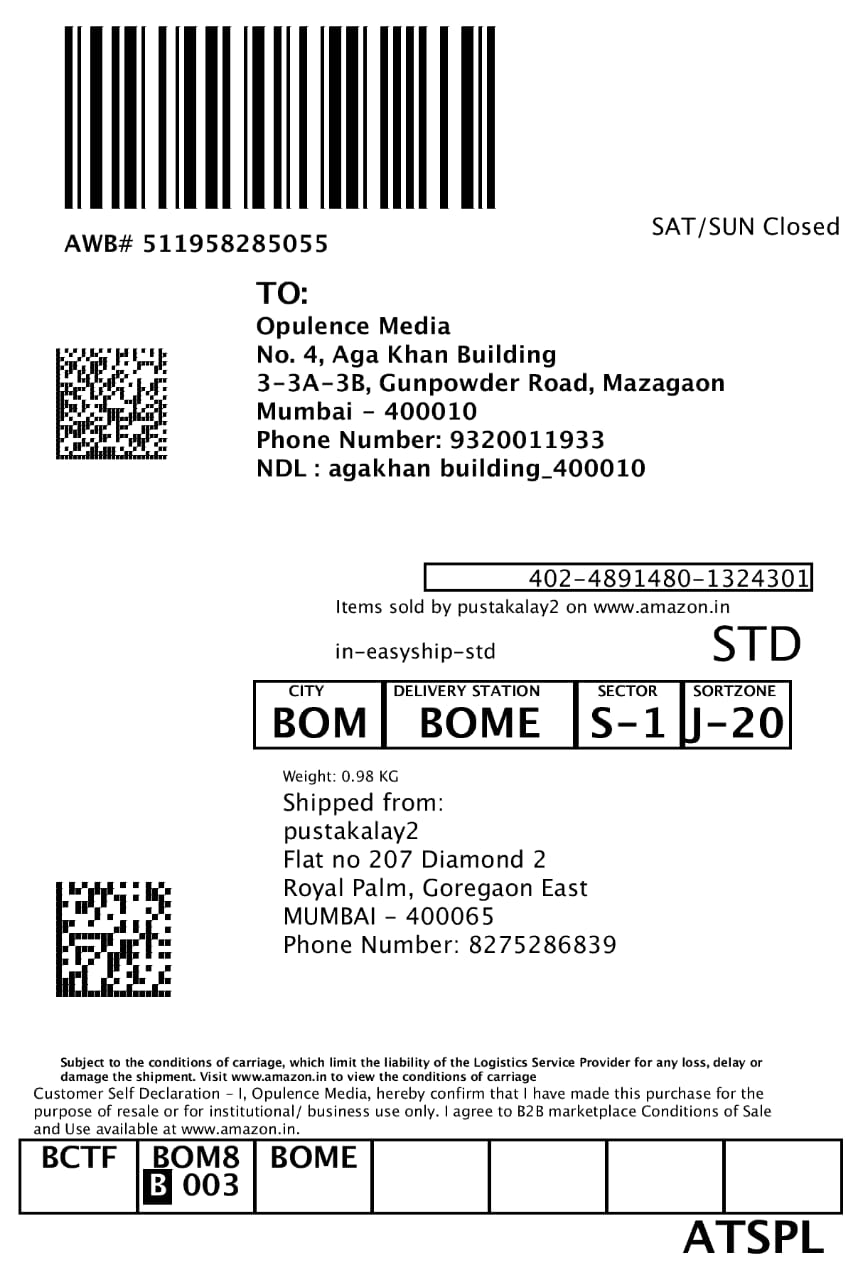 SAT/SUN Closed
AWB# 511958285055
TO:
Opulence Media
No. 4, Aga Khan Building
3-3A-3B, Gunpowder Road, Mazagaon
Mumbai - 400010
Phone Number: 9320011933
NDL : agakhan building_400010
402-4891480-1324301
Items sold by pustakalay2 on www.amazon.in
in-easyship-std
STD
CITY DELIVERY STATION SECTOR SORTZONE
BOM BOME S-1 J-20
Weight: 0.98 KG
Shipped from:
pustakalay2
Flat no 207 Diamond 2
Royal Palm, Goregaon East
MUMBAI - 400065
Phone Number: 8275286839
Subject to the conditions of carriage, which limit the liability of the Logistics Service Provider for any loss, delay or
damage the shipment. Visit www.amazon.in to view the conditions of carriage
Customer Self Declaration - I, Opulence Media, hereby confirm that I have made this purchase for the
purpose of resale or for institutional/ business use only. I agree to B2B marketplace Conditions of Sale
and Use available at www.amazon.in.
BCTF BOM8 BOME
B 003
ATSPL